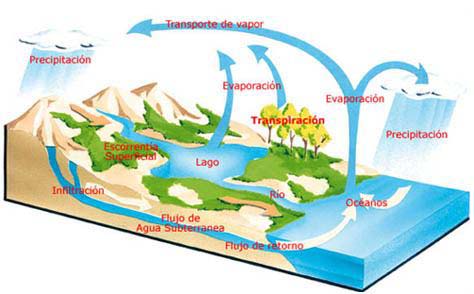 Transporte de vapor
Precipitación
Evaporación
Evaporación
Transpiración
Precipitación
Escorrentía
Superficial
Lago
Infiltración
Río
Océanos
Flujo de
Agua Subterranea
Flujo de retorno